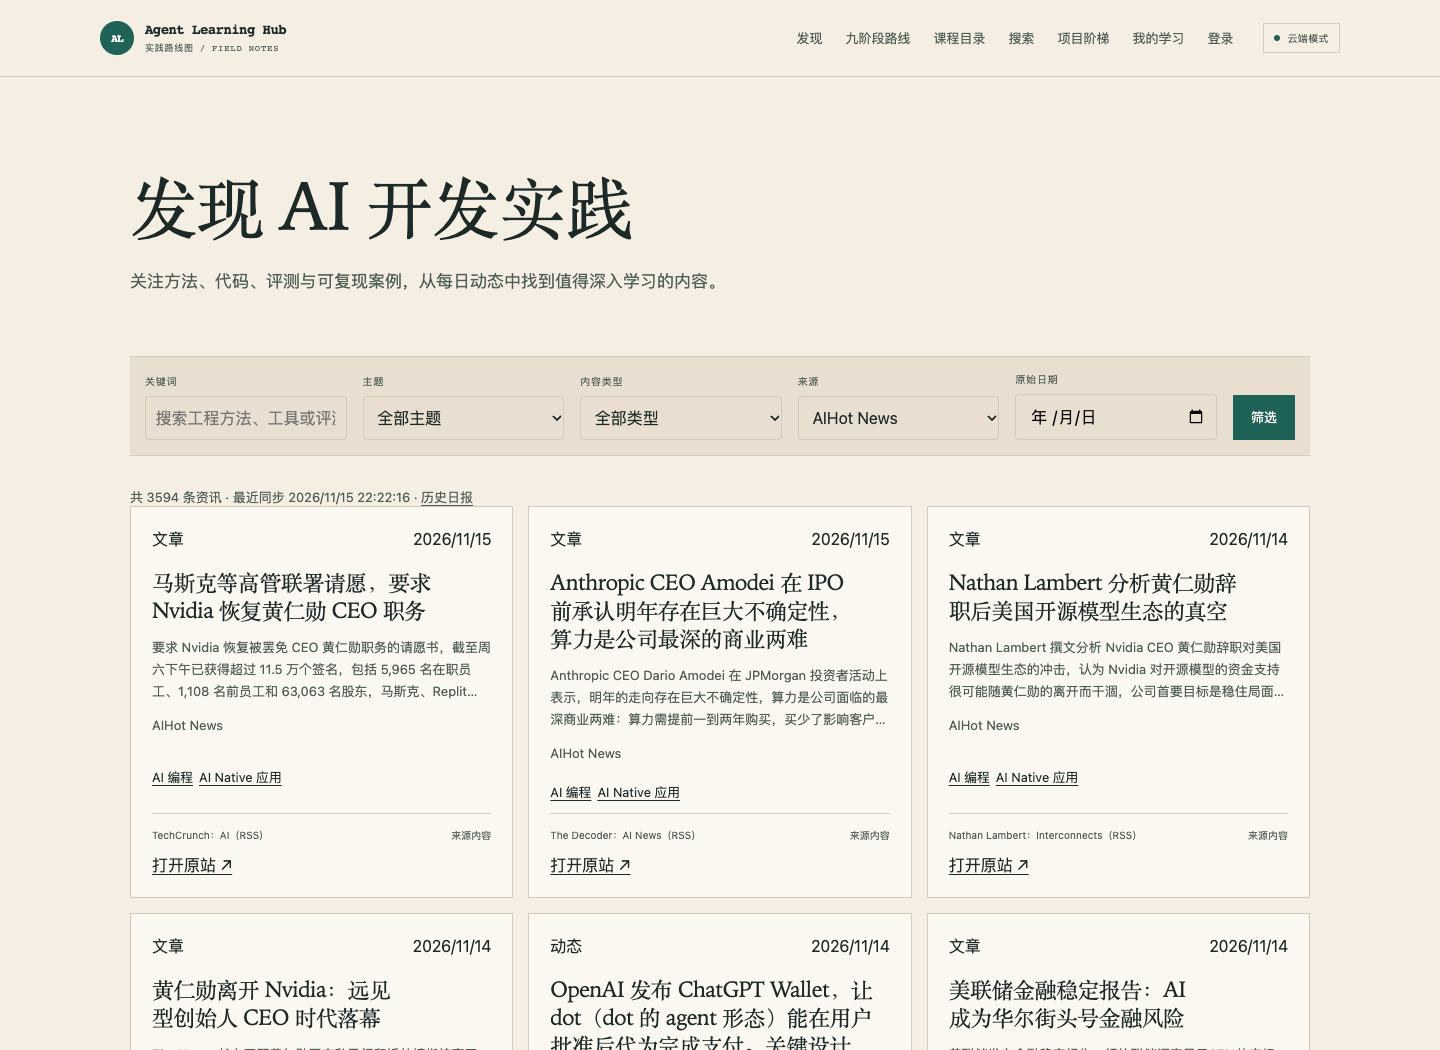 AL
Agent Learning Hub
实践路线图 / FIELD NOTES
发现 九阶段路线 课程目录 搜索 项目阶梯 我的学习 登录 云端模式
发现 AI 开发实践
关注方法、代码、评测与可复现案例，从每日动态中找到值得深入学习的内容。
关键词 主题 内容类型 来源 原始日期
搜索工程方法、工具或评 全部主题 全部类型 AIHot News 年 /月/日 筛选
共 3594 条资讯 · 最近同步 2026/11/15 22:22:16 · 历史日报
文章 2026/11/15
马斯克等高管联署请愿，要求
Nvidia 恢复黄仁勋 CEO 职务
要求 Nvidia 恢复被罢免 CEO 黄仁勋职务的请愿书，截至周
六下午已获得超过 11.5 万个签名，包括 5,965 名在职员
工、1,108 名前员工和 63,063 名股东，马斯克、Replit…
AIHot News
AI 编程 AI Native 应用
TechCrunch：AI（RSS） 来源内容
打开原站 ↗
文章 2026/11/15
Anthropic CEO Amodei 在 IPO
前承认明年存在巨大不确定性，
算力是公司最深的商业两难
Anthropic CEO Dario Amodei 在 JPMorgan 投资者活动上
表示，明年的走向存在巨大不确定性，算力是公司面临的最
深商业两难：算力需提前一到两年购买，买少了影响客户…
AIHot News
AI 编程 AI Native 应用
The Decoder：AI News（RSS） 来源内容
打开原站 ↗
文章 2026/11/14
Nathan Lambert 分析黄仁勋辞
职后美国开源模型生态的真空
Nathan Lambert 撰文分析 Nvidia CEO 黄仁勋辞职对美国
开源模型生态的冲击，认为 Nvidia 对开源模型的资金支持
很可能随黄仁勋的离开而干涸，公司首要目标是稳住局面…
AIHot News
AI 编程 AI Native 应用
Nathan Lambert：Interconnects（RSS） 来源内容
打开原站 ↗
文章 2026/11/14
黄仁勋离开 Nvidia：远见
型创始人 CEO 时代落幕
动态 2026/11/14
OpenAI 发布 ChatGPT Wallet，让
dot（dot 的 agent 形态）能在用户
批准后代为完成支付。关键设计
文章 2026/11/14
美联储金融稳定报告：AI
成为华尔街头号金融风险